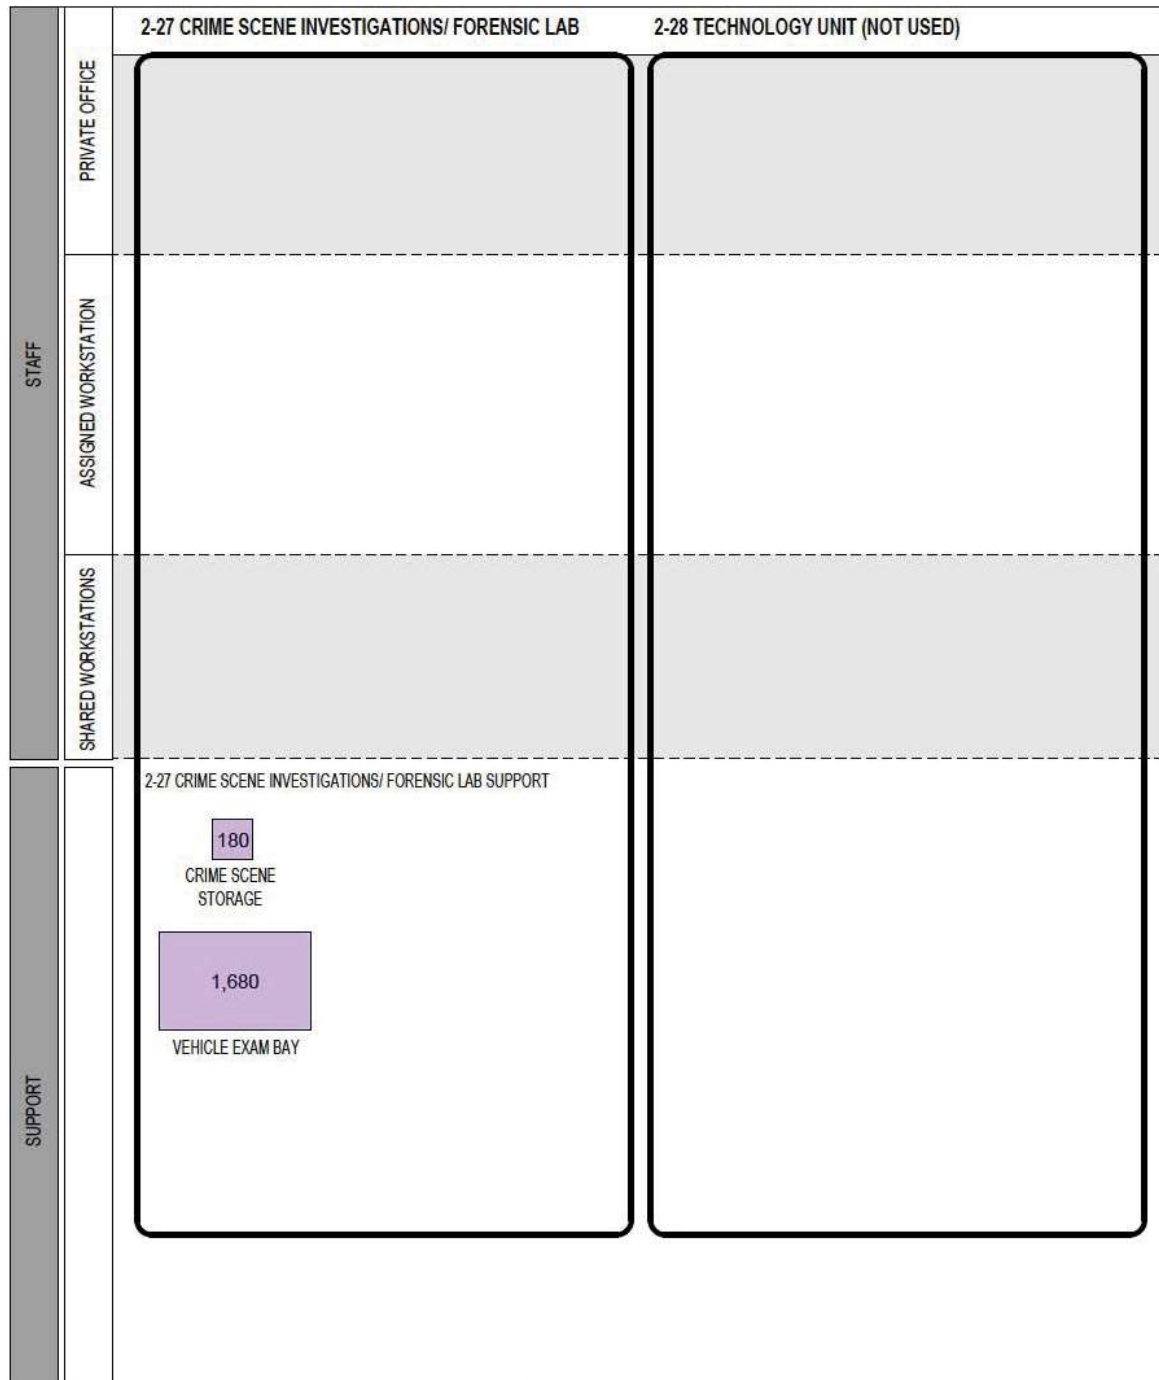 2-27 CRIME SCENE INVESTIGATIONS/ FORENSIC LAB
2-28 TECHNOLOGY UNIT (NOT USED)
STAFF
PRIVATE OFFICE
ASSIGNED WORKSTATION
SHARED WORKSTATIONS
SUPPORT
2-27 CRIME SCENE INVESTIGATIONS/ FORENSIC LAB SUPPORT
180
CRIME SCENE
STORAGE
1,680
VEHICLE EXAM BAY